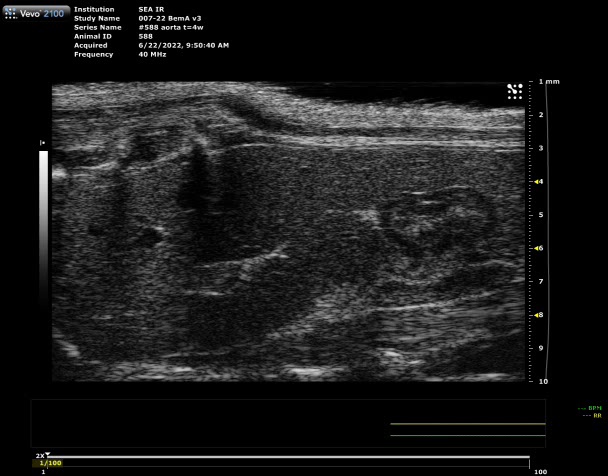 Vevo 2100
Institution SEA IR
Study Name 007-22 BemA v3
Series Name #588 aorta t=4w
Animal ID 588
Acquired 6/22/2022, 9:50:40 AM
Frequency 40 MHz
1 mm
2
3
4
5
6
7
8
9
10
--- BPM
--- RR
2X
1/100
1 100